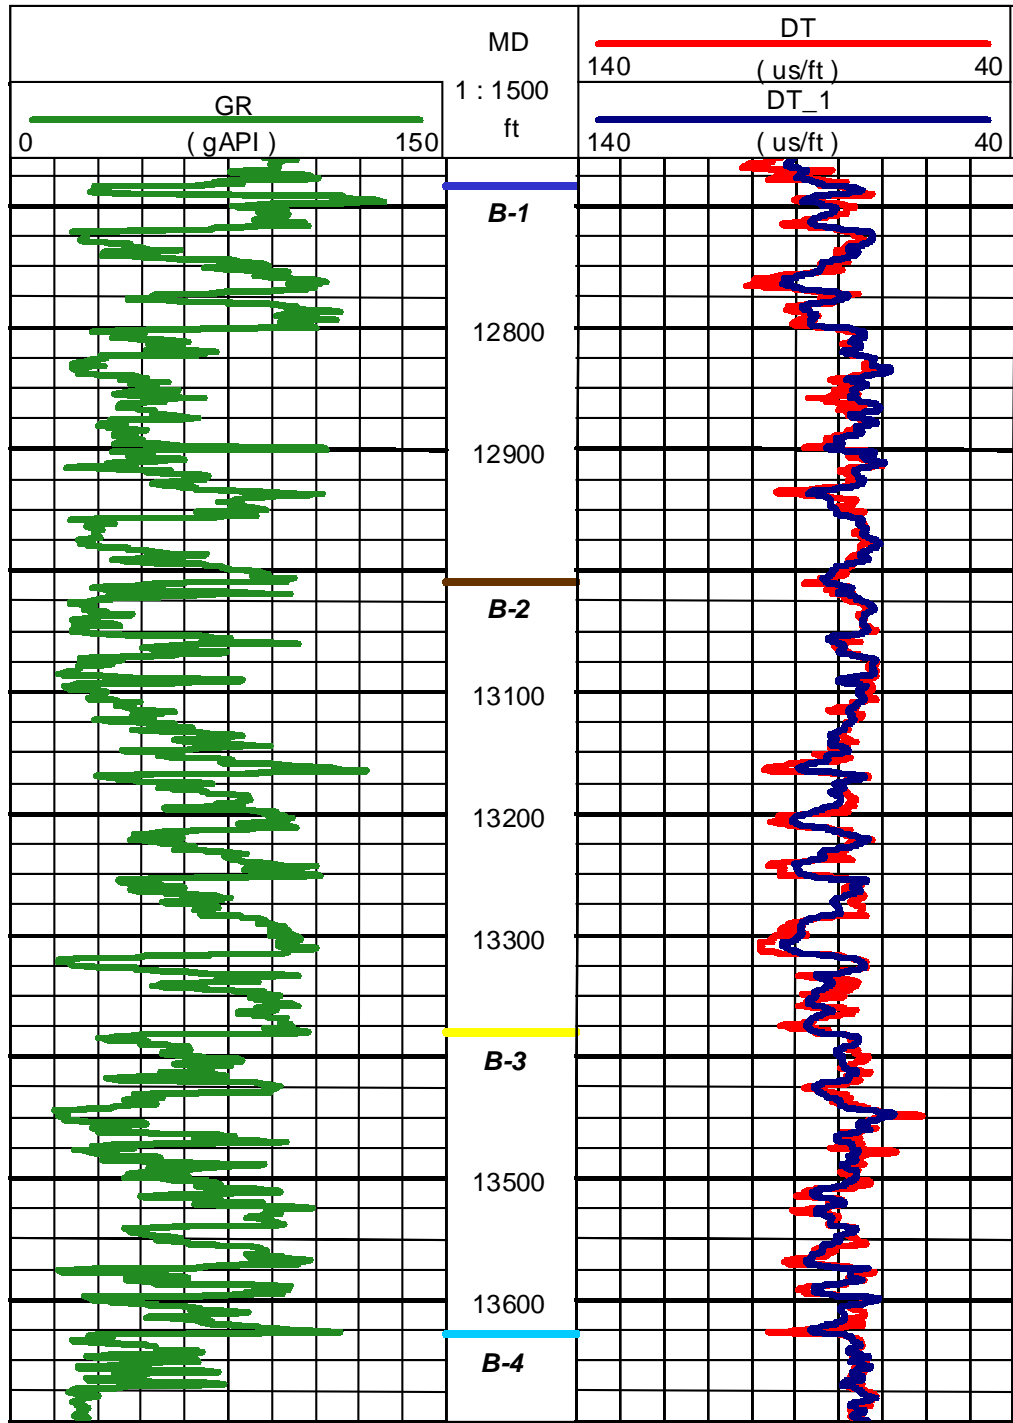 DT
140 ( us/ft ) 40
MD
1 : 1500
ft
GR
0 ( gAPI ) 150
DT_1
140 ( us/ft ) 40
B-1
12800
12900
B-2
13100
13200
13300
B-3
13500
13600
B-4